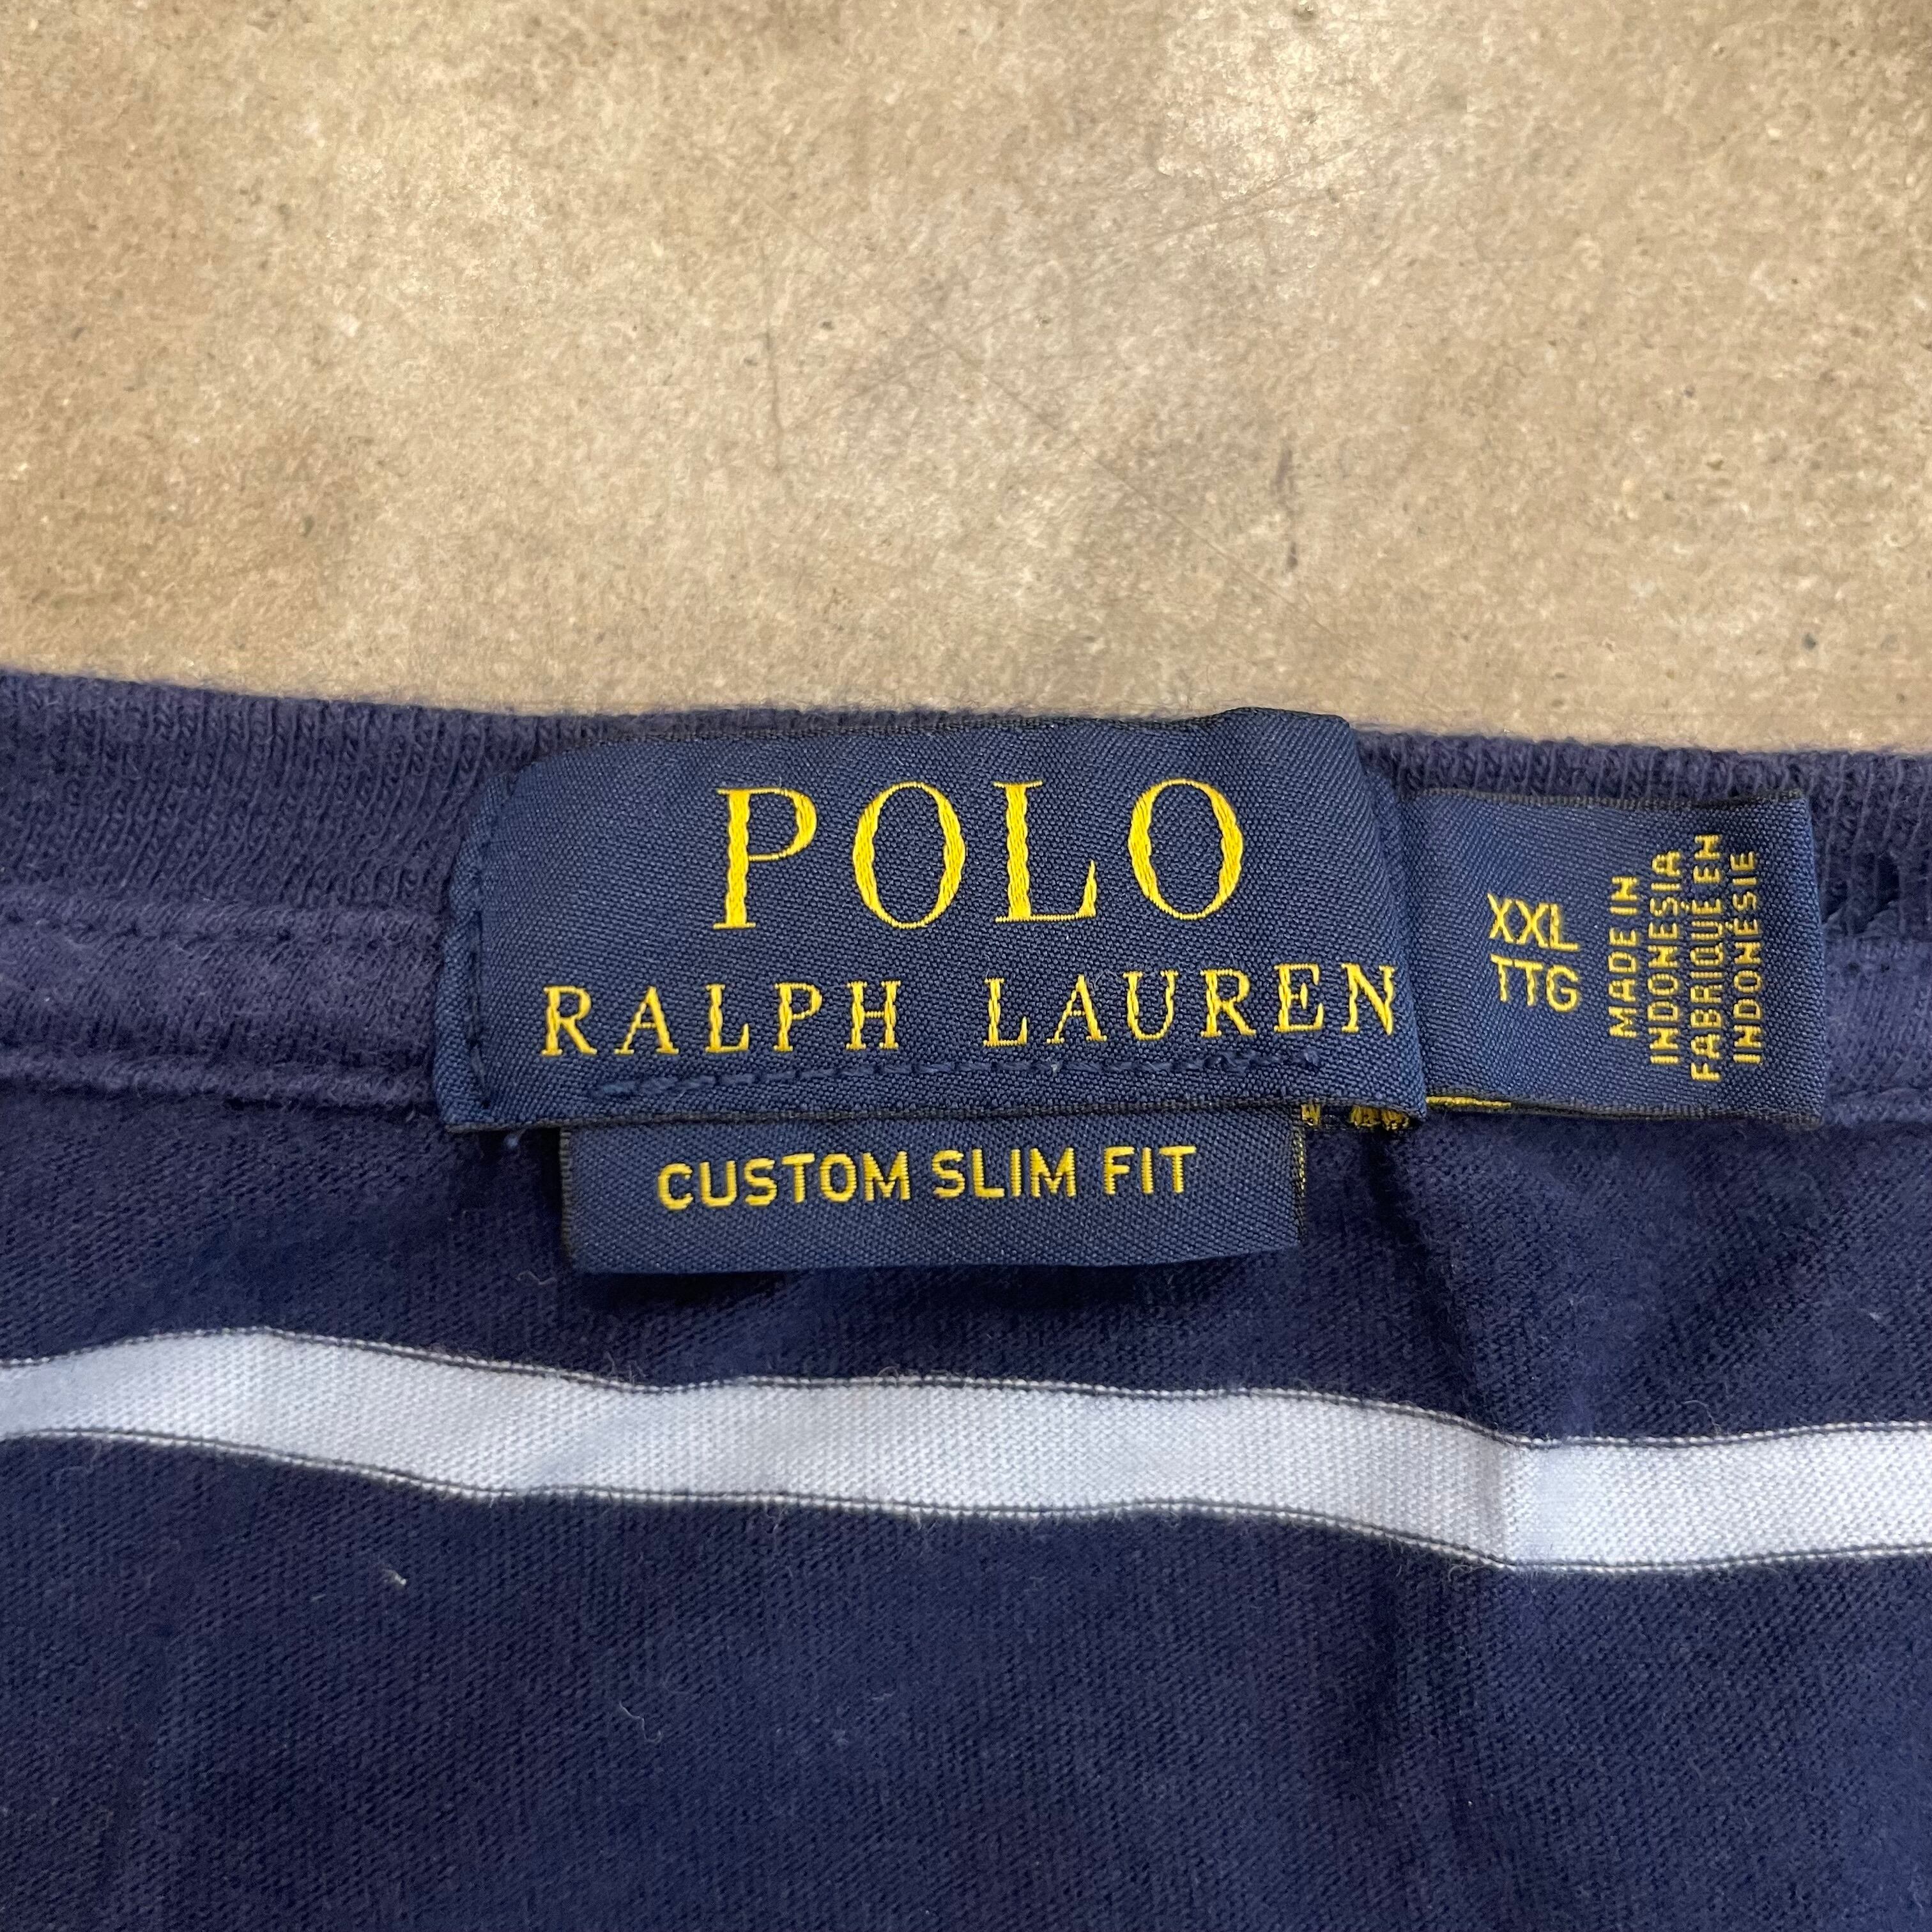 POLO
RALPH LAUREN
CUSTOM SLIM FIT
XXL
TTG
MADE IN
INDONESIA
FABRIQUÉ EN
INDONÉSIE